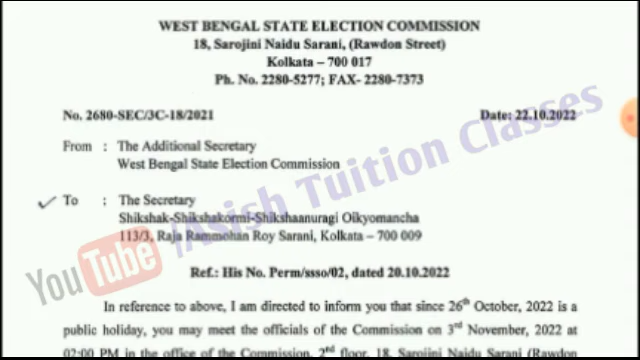 WEST BENGAL STATE ELECTION COMMISSION
18, Sarojini Naidu Sarani, (Rawdon Street)
Kolkata – 700 017
Ph. No. 2280-5277; FAX- 2280-7373
No. 2680-SEC/3C-18/2021 Date: 22.10.2022
From : The Additional Secretary
West Bengal State Election Commission
To : The Secretary
Shikshak-Shikshakormi-Shikshaanuragi Oikyomancha
113/3, Raja Rammohan Roy Sarani, Kolkata – 700 009
YouTube/Asish Tuition Classes
Ref.: His No. Perm/ssso/02, dated 20.10.2022
In reference to above, I am directed to inform you that since 26th October, 2022 is a
public holiday, you may meet the officials of the Commission on 3rd November, 2022 at
02:00 PM in the office of the Commission, 2nd floor, 18, Sarojini Naidu Sarani (Rawdon